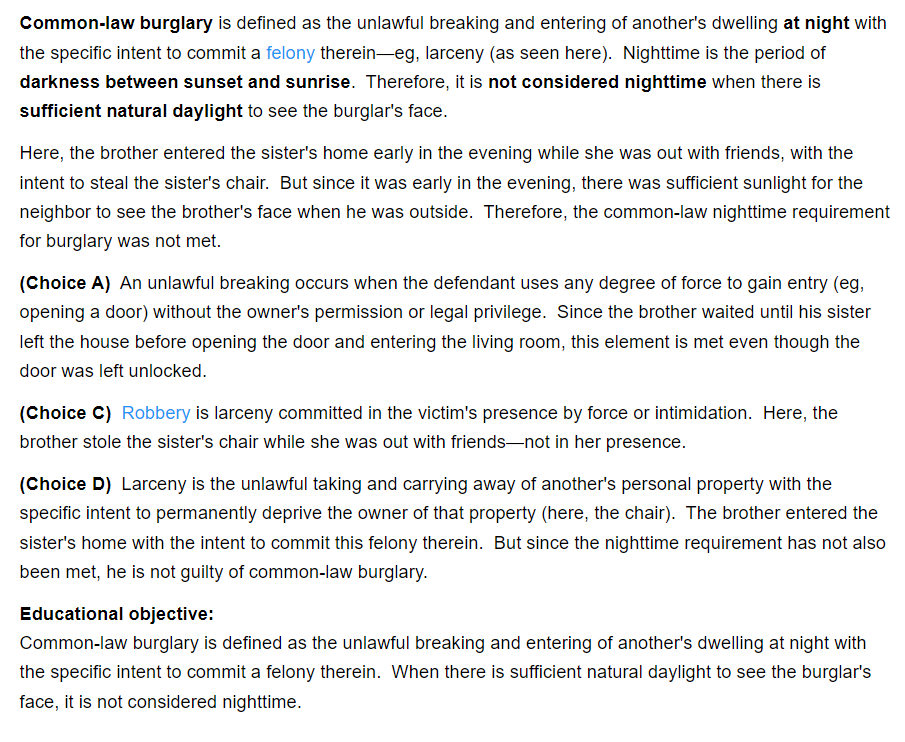 Common-law burglary is defined as the unlawful breaking and entering of another's dwelling at night with
the specific intent to commit a felony therein—eg, larceny (as seen here).  Nighttime is the period of
darkness between sunset and sunrise.  Therefore, it is not considered nighttime when there is
sufficient natural daylight to see the burglar's face.
Here, the brother entered the sister's home early in the evening while she was out with friends, with the
intent to steal the sister's chair.  But since it was early in the evening, there was sufficient sunlight for the
neighbor to see the brother's face when he was outside.  Therefore, the common-law nighttime requirement
for burglary was not met.
(Choice A)  An unlawful breaking occurs when the defendant uses any degree of force to gain entry (eg,
opening a door) without the owner's permission or legal privilege.  Since the brother waited until his sister
left the house before opening the door and entering the living room, this element is met even though the
door was left unlocked.
(Choice C)  Robbery is larceny committed in the victim's presence by force or intimidation.  Here, the
brother stole the sister's chair while she was out with friends—not in her presence.
(Choice D)  Larceny is the unlawful taking and carrying away of another's personal property with the
specific intent to permanently deprive the owner of that property (here, the chair).  The brother entered the
sister's home with the intent to commit this felony therein.  But since the nighttime requirement has not also
been met, he is not guilty of common-law burglary.
Educational objective:
Common-law burglary is defined as the unlawful breaking and entering of another's dwelling at night with
the specific intent to commit a felony therein.  When there is sufficient natural daylight to see the burglar's
face, it is not considered nighttime.